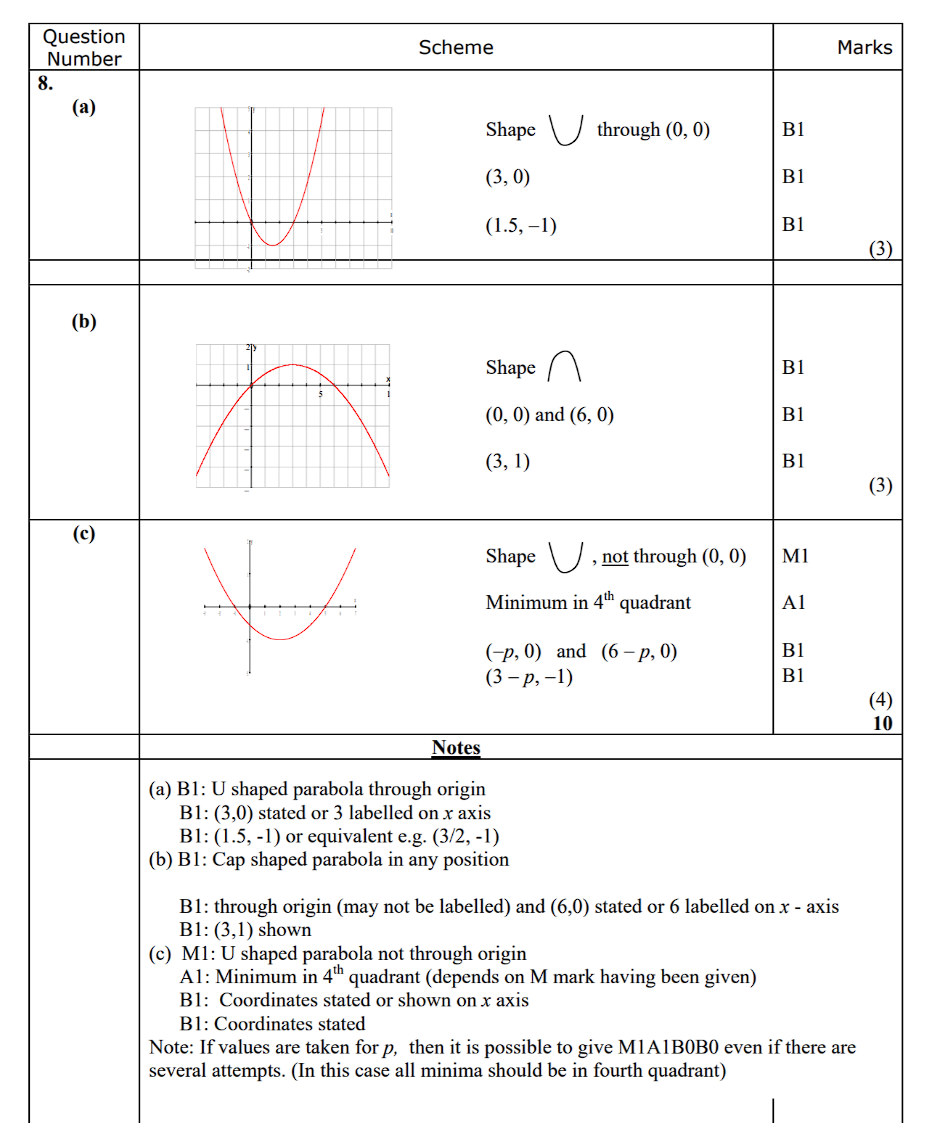 Question Number
Scheme
Marks
8.
(a)
Shape through (0, 0)
B1
(3, 0)
B1
(1.5, –1)
B1
(3)
(b)
2 y
1
x
5
1
Shape
B1
(0, 0) and (6, 0)
B1
(3, 1)
B1
(3)
(c)
Shape , not through (0, 0)
M1
Minimum in 4th quadrant
A1
(–p, 0) and (6 – p, 0)
B1
(3 – p, –1)
B1
(4)
10
Notes
(a) B1: U shaped parabola through origin
B1: (3,0) stated or 3 labelled on x axis
B1: (1.5, -1) or equivalent e.g. (3/2, -1)
(b) B1: Cap shaped parabola in any position
B1: through origin (may not be labelled) and (6,0) stated or 6 labelled on x - axis
B1: (3,1) shown
(c) M1: U shaped parabola not through origin
A1: Minimum in 4th quadrant (depends on M mark having been given)
B1: Coordinates stated or shown on x axis
B1: Coordinates stated
Note: If values are taken for p, then it is possible to give M1A1B0B0 even if there are
several attempts. (In this case all minima should be in fourth quadrant)